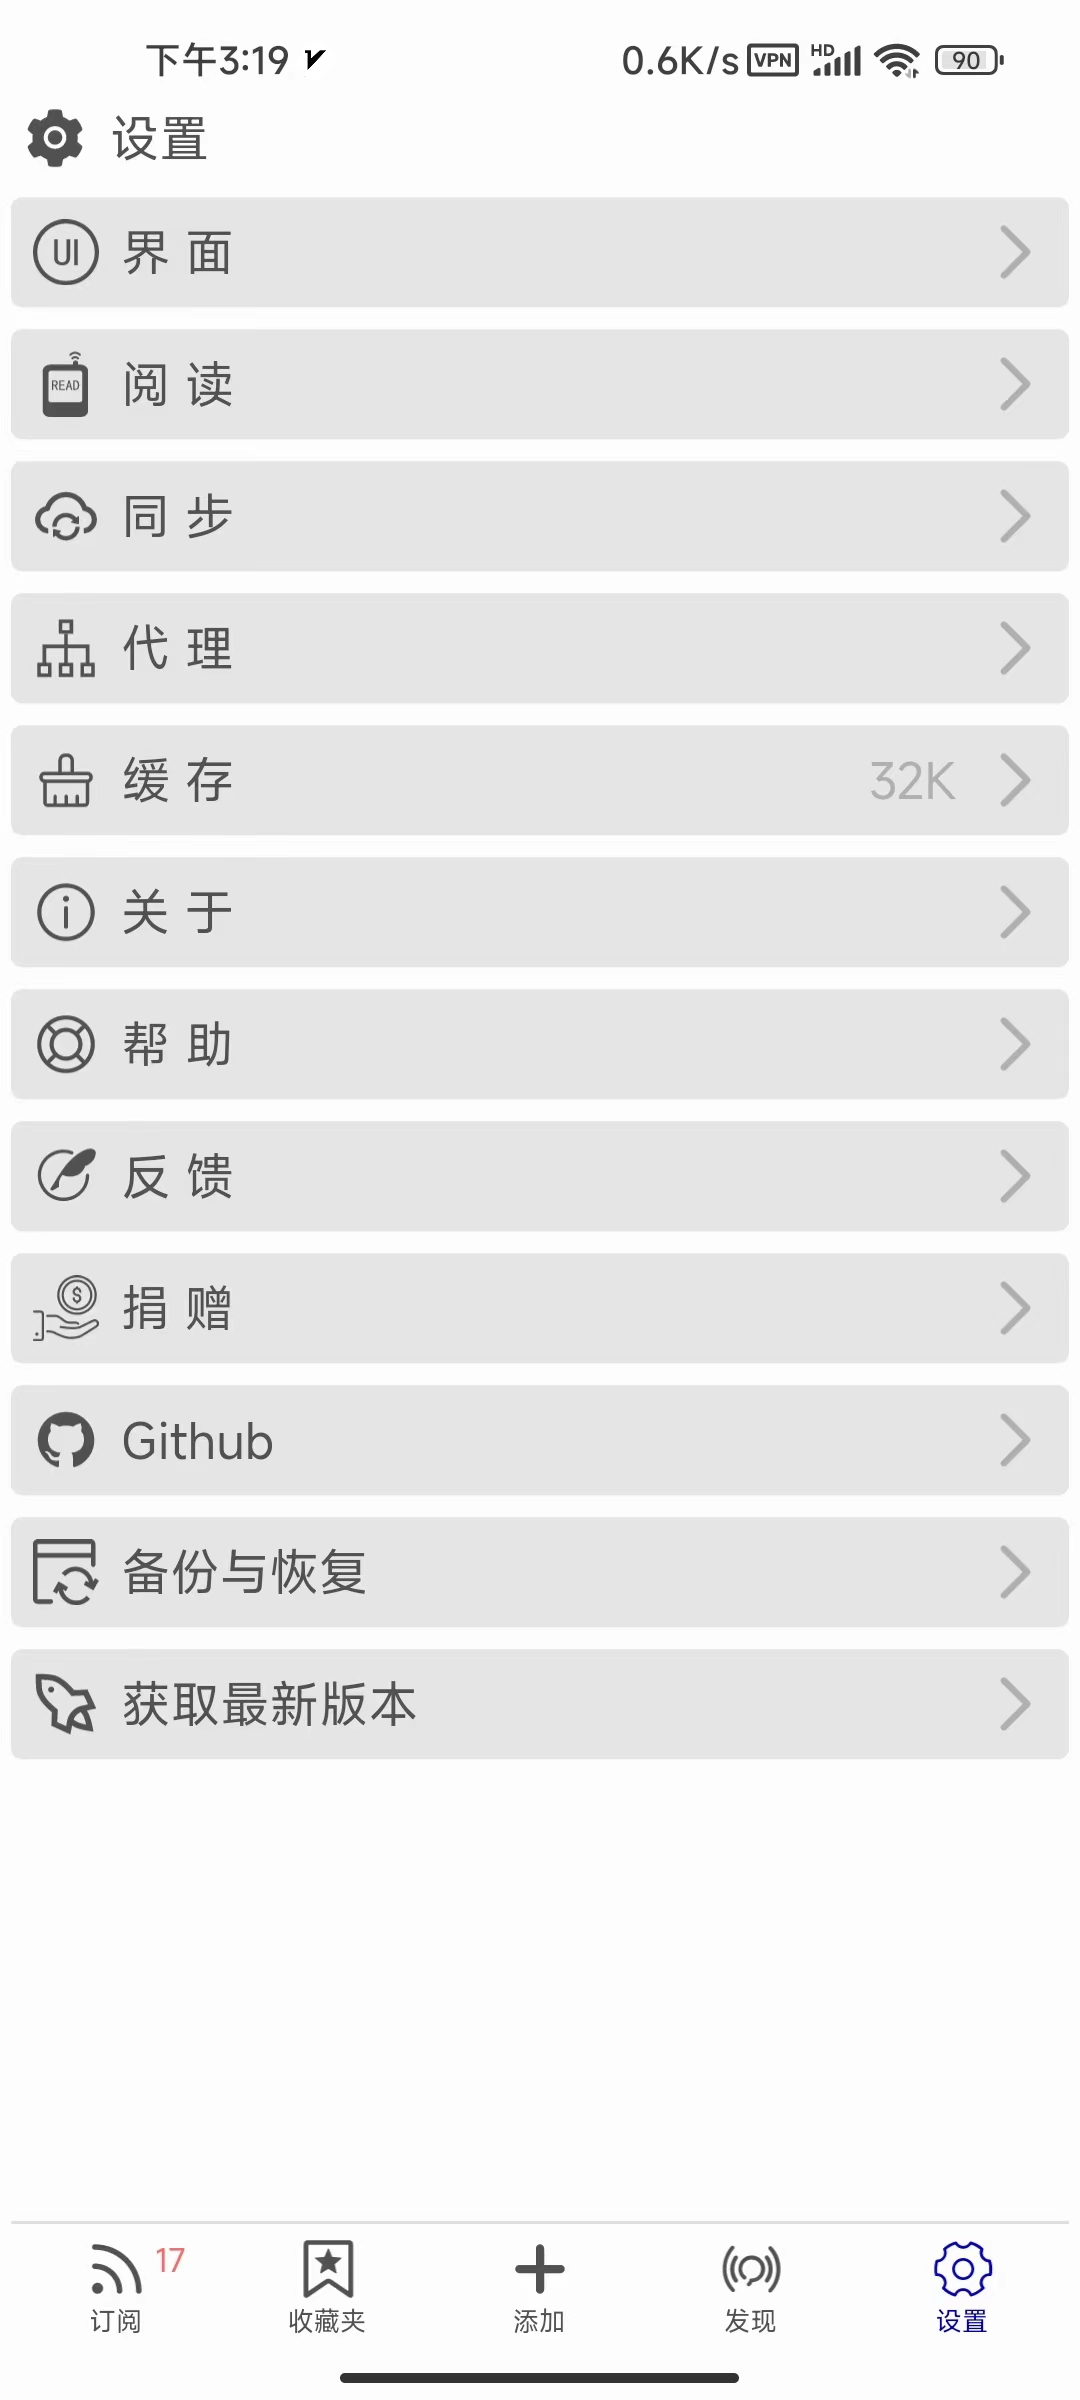 下午3:19 0.6K/s VPN HD 90
设置
UI 界 面
READ 阅 读
同 步
代 理
缓 存 32K
关 于
帮 助
反 馈
$ 捐 赠
Github
备份与恢复
获取最新版本
17
订阅 收藏夹 添加 发现 设置